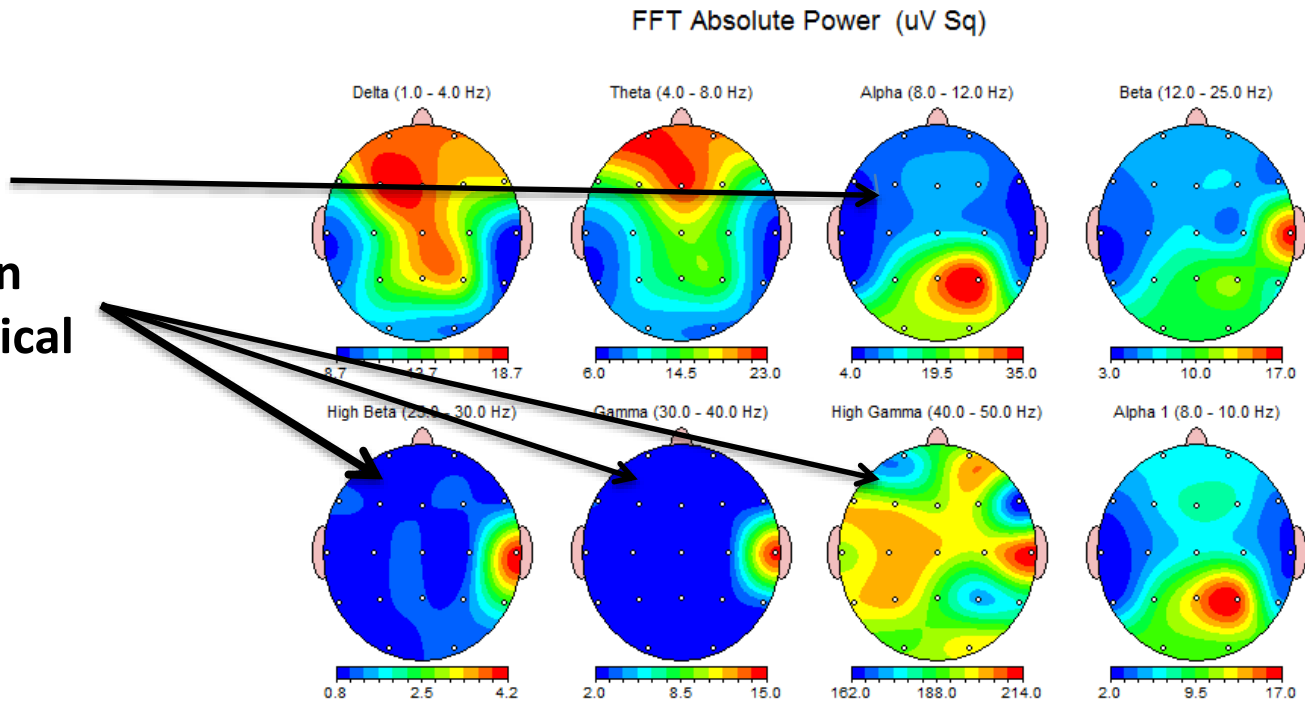 FFT Absolute Power (uV Sq)
Delta (1.0 - 4.0 Hz) Theta (4.0 - 8.0 Hz) Alpha (8.0 - 12.0 Hz) Beta (12.0 - 25.0 Hz)
n
ical
8.7 13.7 18.7 6.0 14.5 23.0 4.0 19.5 35.0 3.0 10.0 17.0
High Beta (25.0 - 30.0 Hz) Gamma (30.0 - 40.0 Hz) High Gamma (40.0 - 50.0 Hz) Alpha 1 (8.0 - 10.0 Hz)
0.8 2.5 4.2 2.0 8.5 15.0 162.0 188.0 214.0 2.0 9.5 17.0